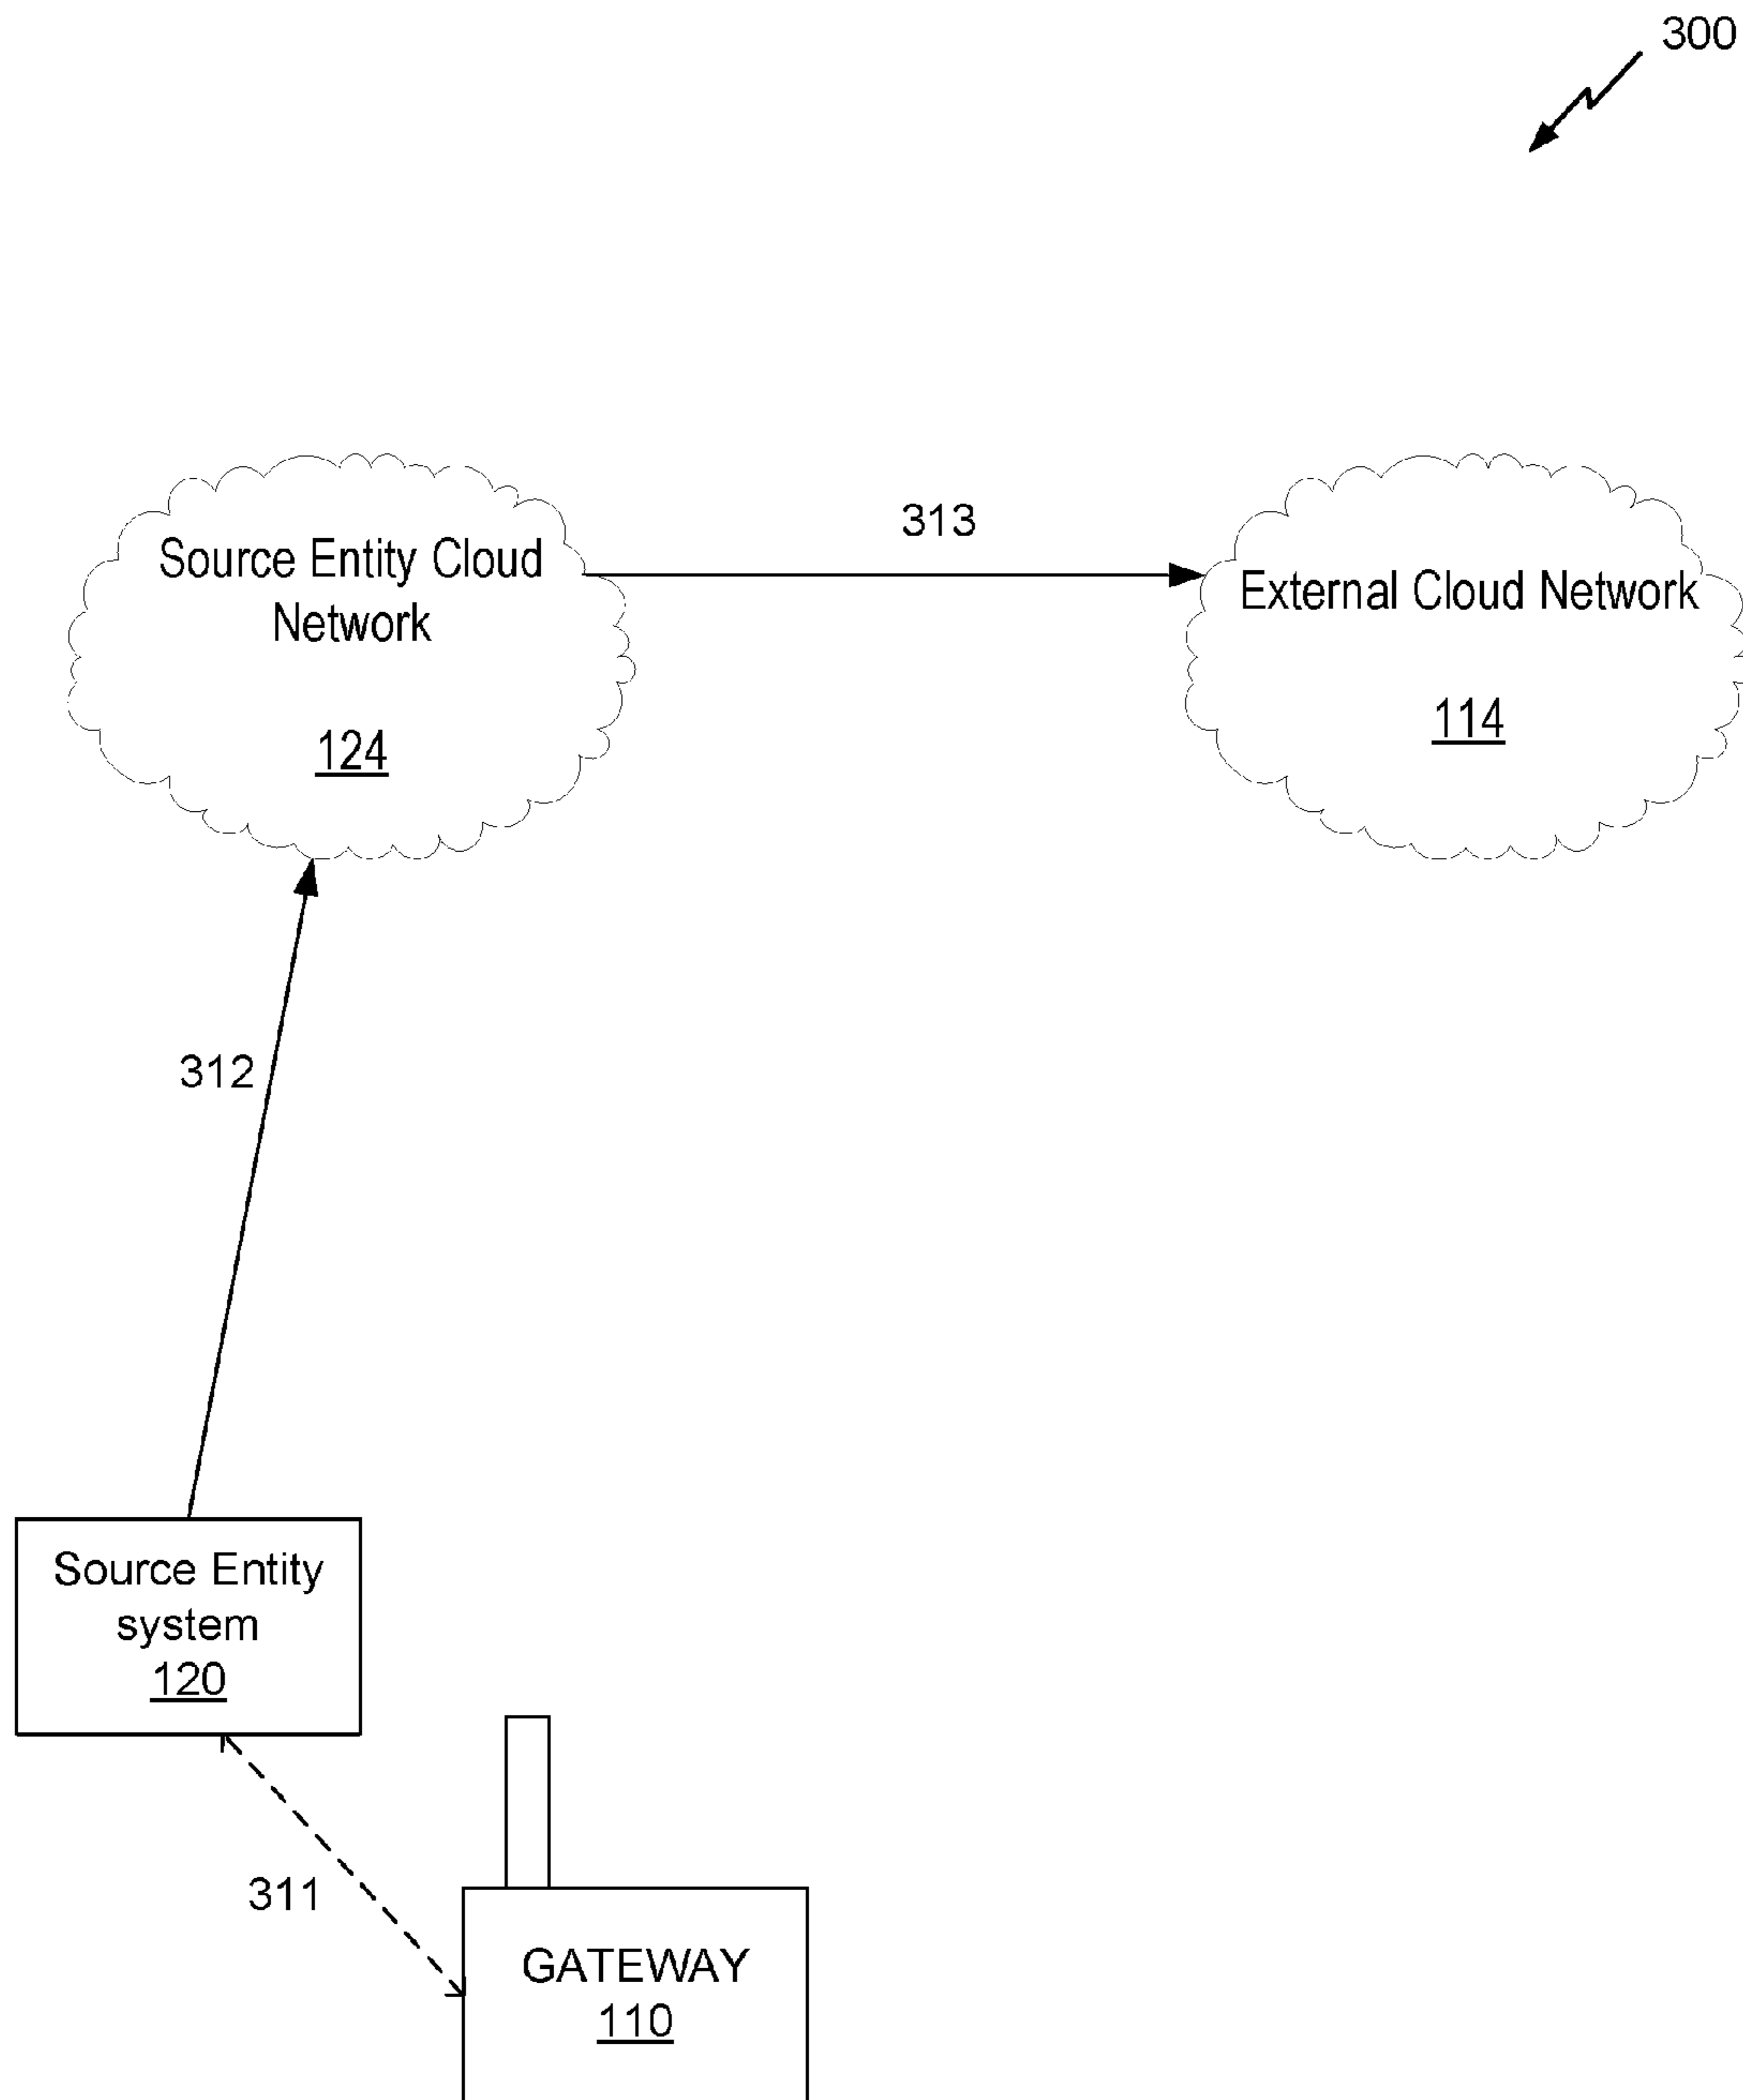 300
Source Entity Cloud
Network
124
313
External Cloud Network
114
312
Source Entity
system
120
311
GATEWAY
110